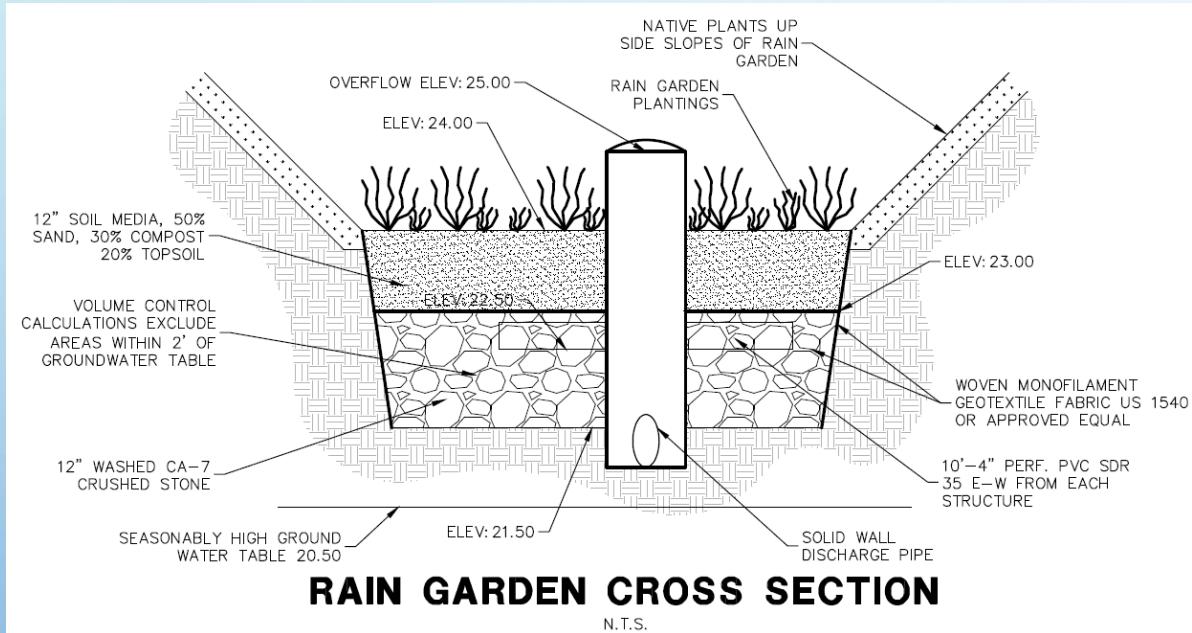 NATIVE PLANTS UP
SIDE SLOPES OF RAIN
GARDEN
OVERFLOW ELEV: 25.00
RAIN GARDEN
PLANTINGS
ELEV: 24.00
12" SOIL MEDIA, 50%
SAND, 30% COMPOST
20% TOPSOIL
ELEV: 23.00
ELEV: 22.50
VOLUME CONTROL
CALCULATIONS EXCLUDE
AREAS WITHIN 2' OF
GROUNDWATER TABLE
WOVEN MONOFILAMENT
GEOTEXTILE FABRIC US 1540
OR APPROVED EQUAL
12" WASHED CA-7
CRUSHED STONE
10'-4" PERF. PVC SDR
35 E-W FROM EACH
STRUCTURE
SEASONABLY HIGH GROUND
WATER TABLE 20.50
ELEV: 21.50
SOLID WALL
DISCHARGE PIPE
RAIN GARDEN CROSS SECTION
N.T.S.